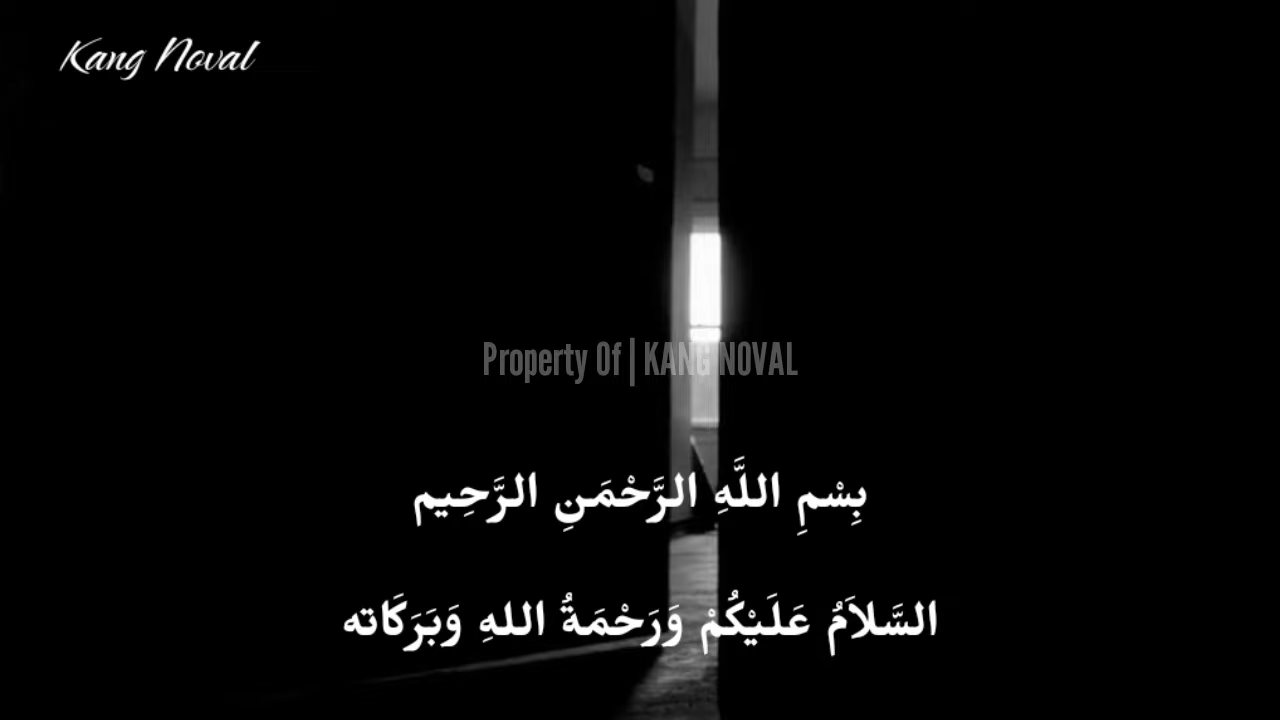 Kang Noval
Property Of | KANG NOVAL
بِسْمِ اللَّهِ الرَّحْمَنِ الرَّحِيم
السَّلاَمُ عَلَيْكُمْ وَرَحْمَةُ اللهِ وَبَرَكَاته